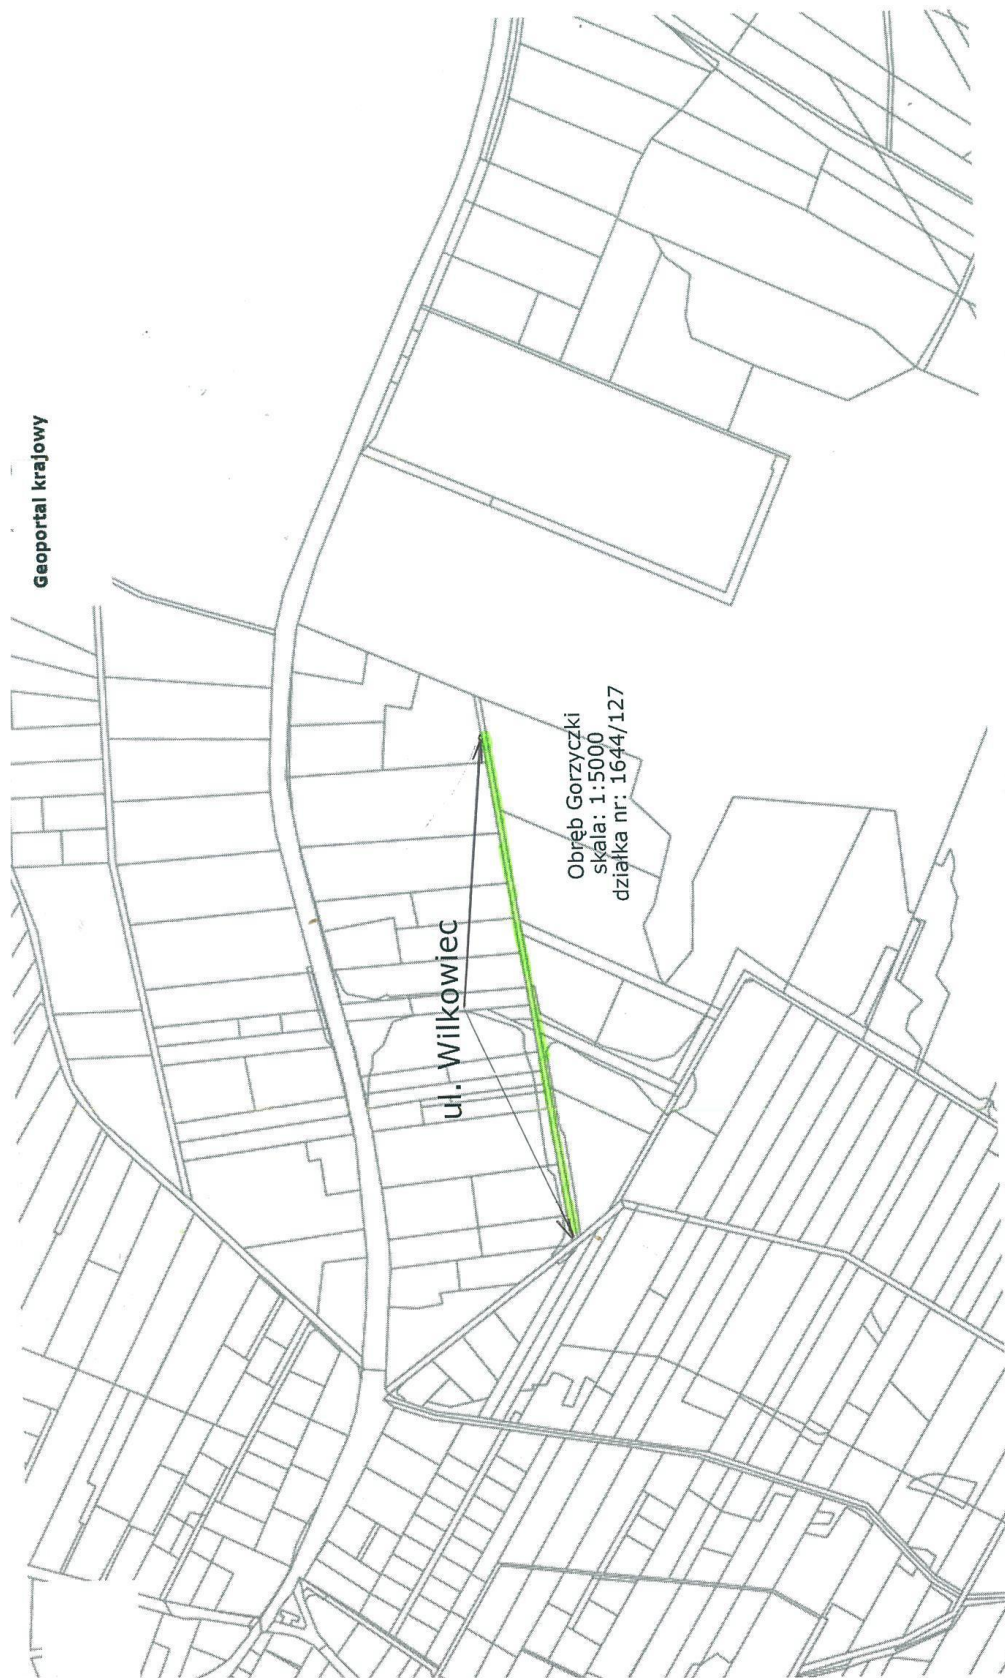 Geoportal krajowy
ul. Wilkowiec
Obręb Gorzyczki
skala: 1:5000
działka nr: 1644/127